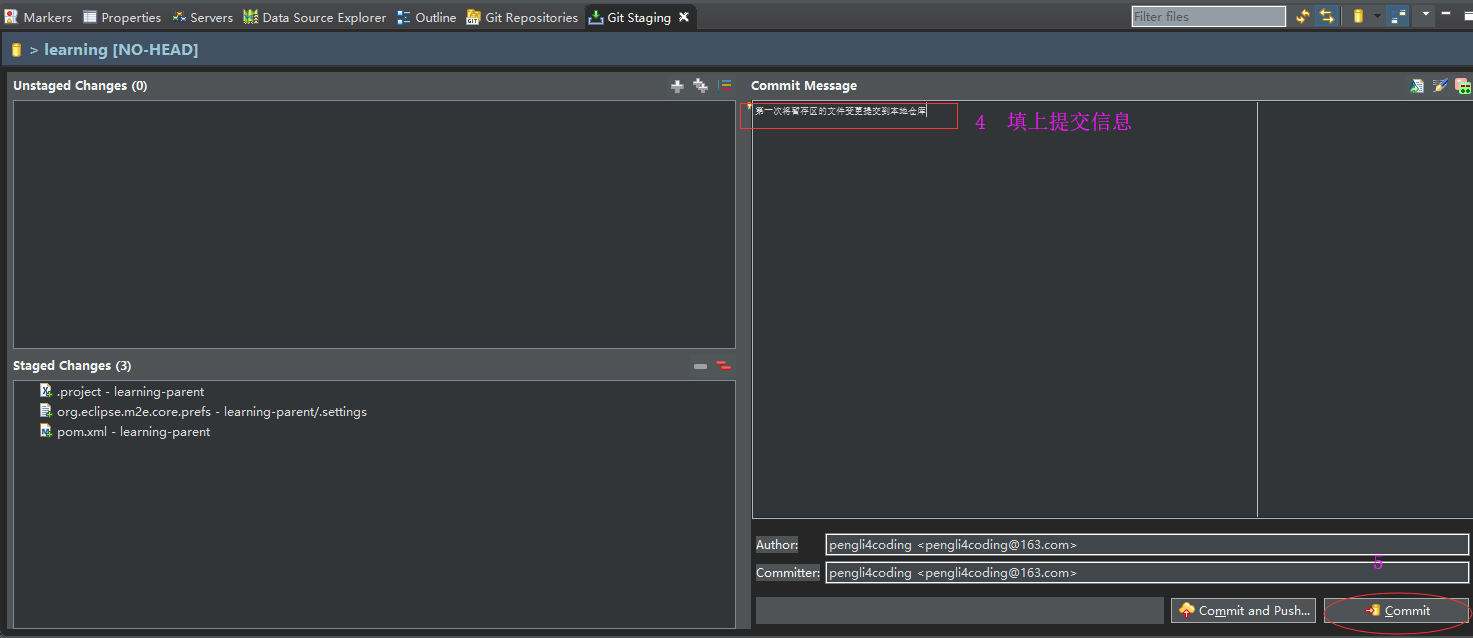 Markers Properties Servers Data Source Explorer Outline Git Repositories Git Staging Filter files
> learning [NO-HEAD]
Unstaged Changes (0)
Staged Changes (3)
.project - learning-parent
org.eclipse.m2e.core.prefs - learning-parent/.settings
pom.xml - learning-parent
Commit Message
第一次将暂存区的文件变更提交到本地仓库
4 填上提交信息
Author: pengli4coding <pengli4coding@163.com>
5
Committer: pengli4coding <pengli4coding@163.com>
Commit and Push... Commit